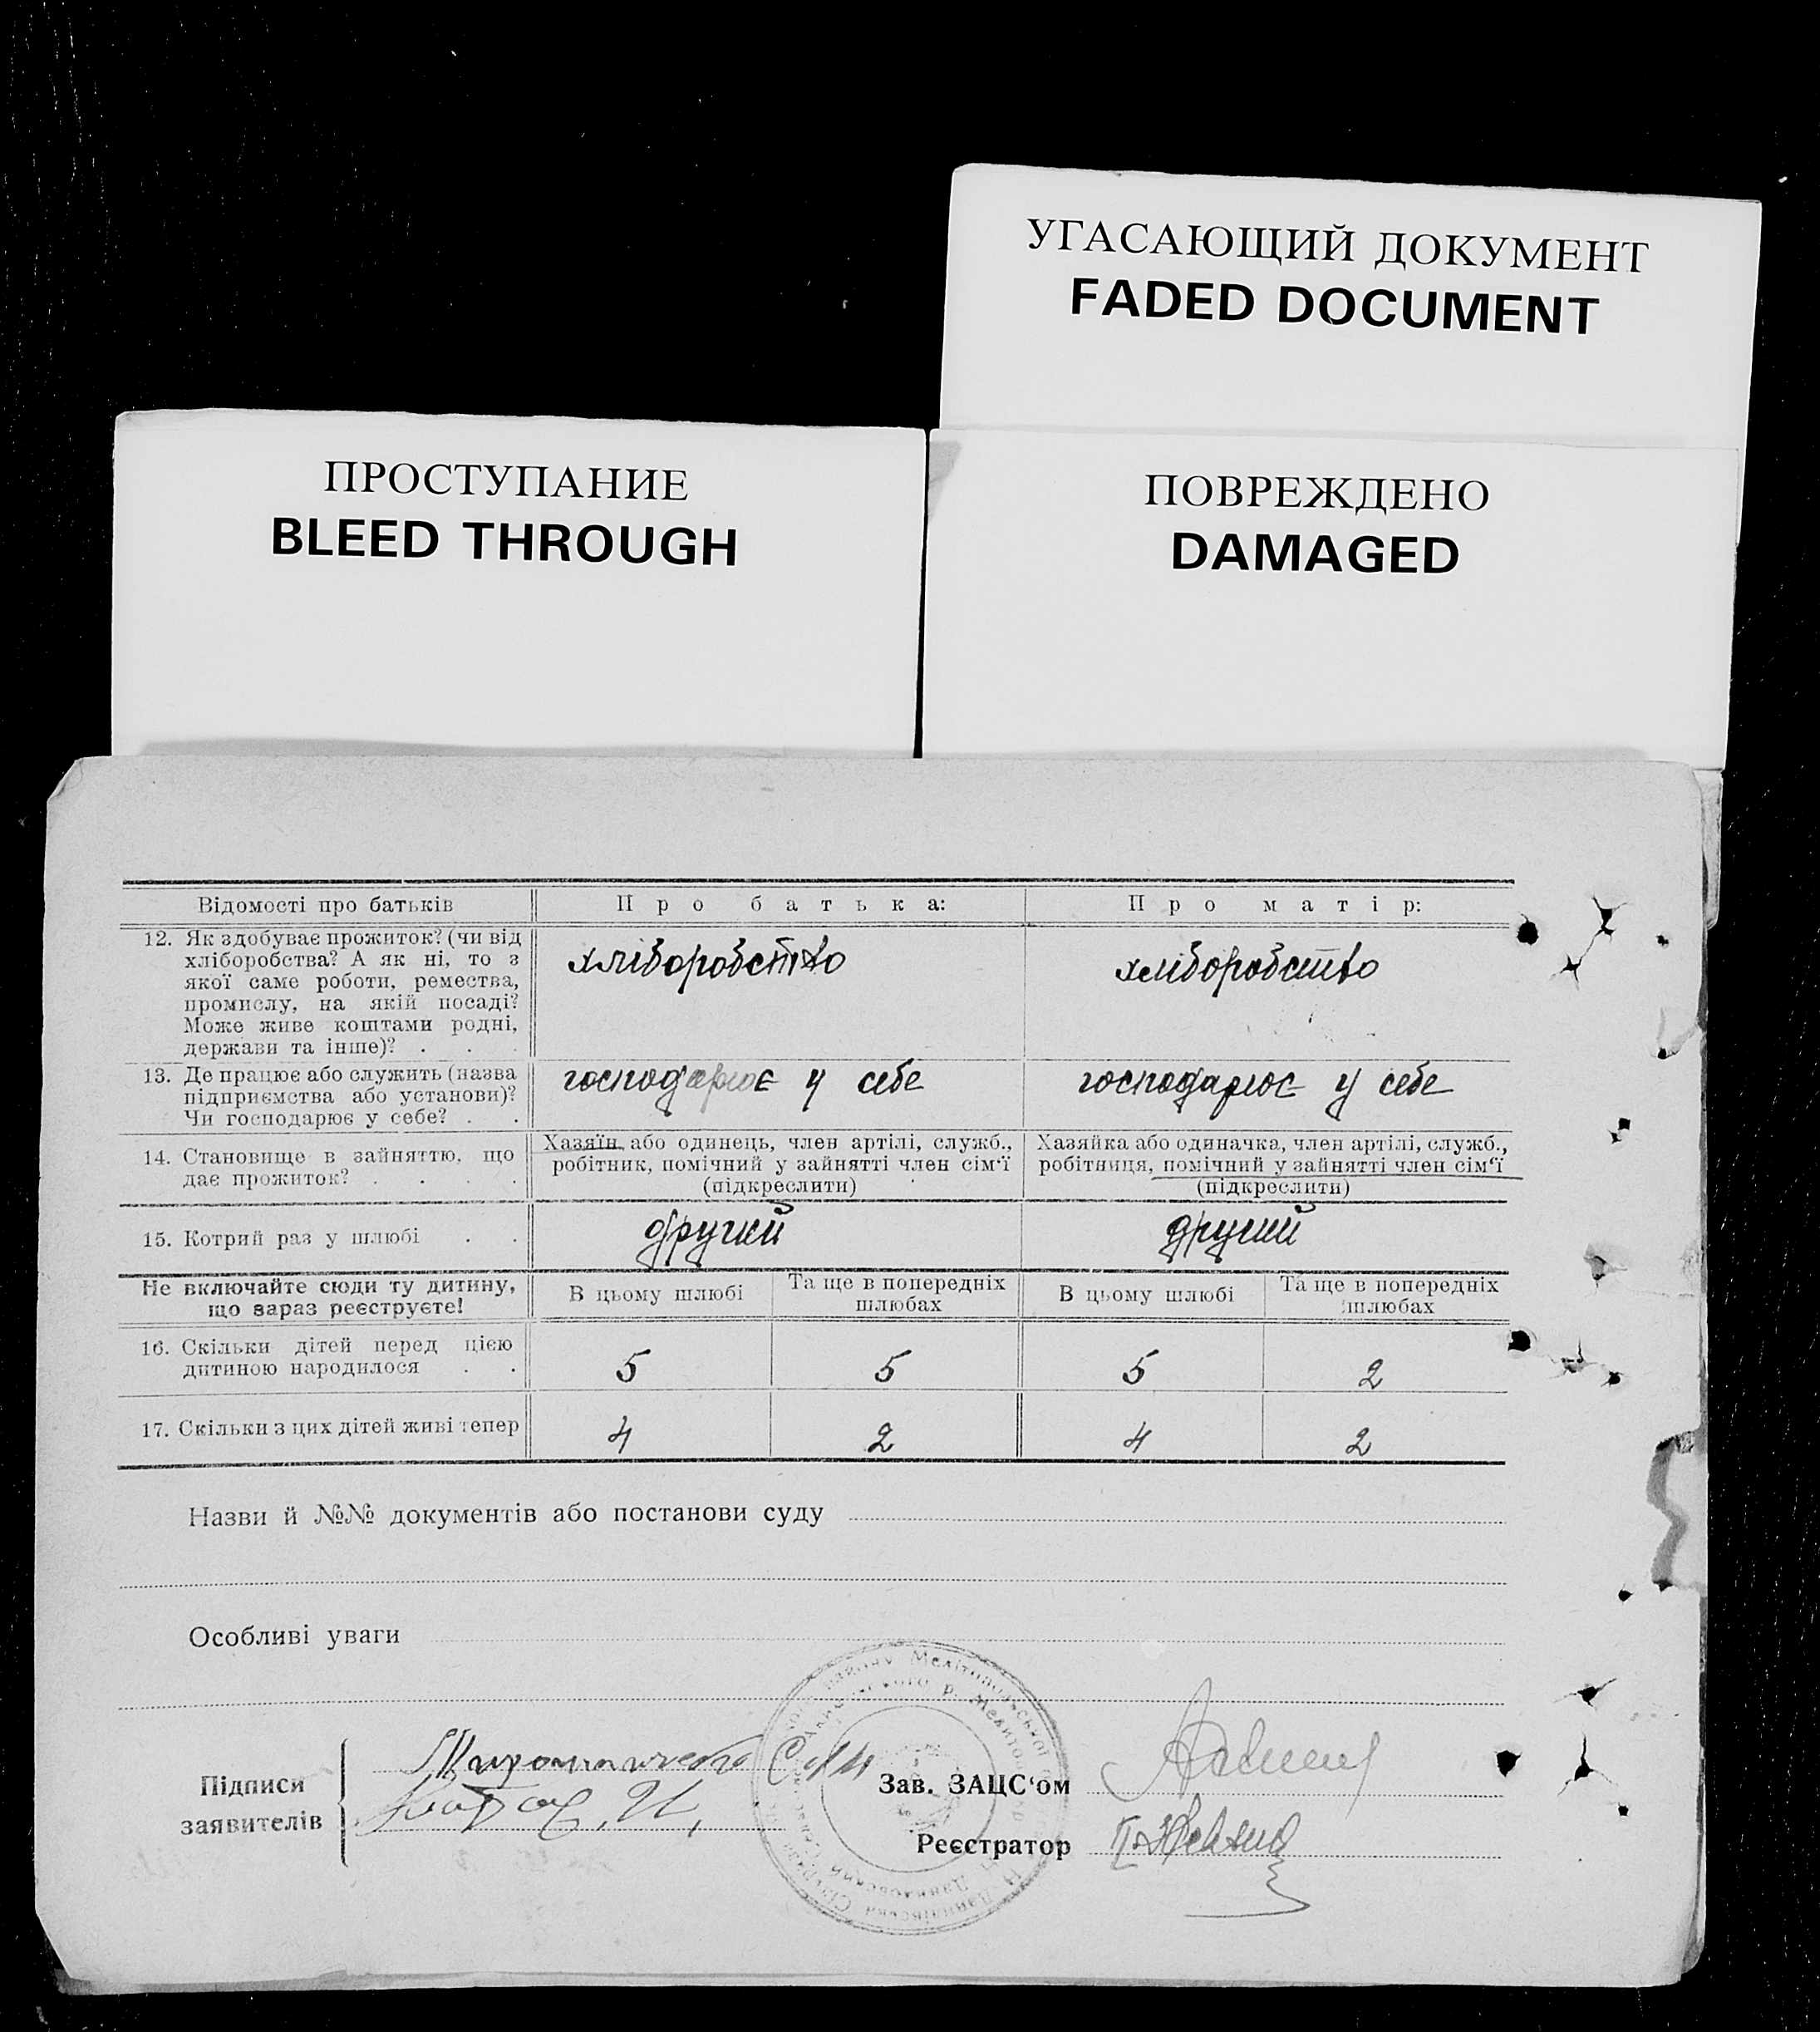 УГАСАЮЩИЙ ДОКУМЕНТ
FADED DOCUMENT
ПРОСТУПАНИЕ
BLEED THROUGH
ПОВРЕЖДЕНО
DAMAGED
Відомості про батьків
Про батька:
Про матір:
12. Як здобуває прожиток? (чи від
хліборобства? А як ні, то з
якої саме роботи, ремества,
промислу, на якій посаді?
Може живе коштами родні,
держави та інше)? . . .
хліборобство
хліборобство
13. Де працює або служить (назва
підприємства або установи)?
Чи господарює у себе? . .
господарює у себе
господарює у себе
14. Становище в зайняттю, що
дає прожиток? . . . .
Хазяїн або одинець, член артілі, служб.,
робітник, помічний у зайнятті член сім'ї
(підкреслити)
Хазяйка або одиначка, член артілі, служб.,
робітниця, помічний у зайнятті член сім'ї
(підкреслити)
15. Котрий раз у шлюбі . .
другий
другий
Не включайте сюди ту дитину,
що зараз реєструєте!
В цьому шлюбі
Та ще в попередніх
шлюбах
В цьому шлюбі
Та ще в попередніх
шлюбах
16. Скільки дітей перед цією
дитиною народилося . .
5
5
5
2
17. Скільки з цих дітей живі тепер
4
2
4
2
Назви й №№ документів або постанови суду
Особливі уваги
Підписи
заявителів
Зав. ЗАЦС'ом
Реєстратор